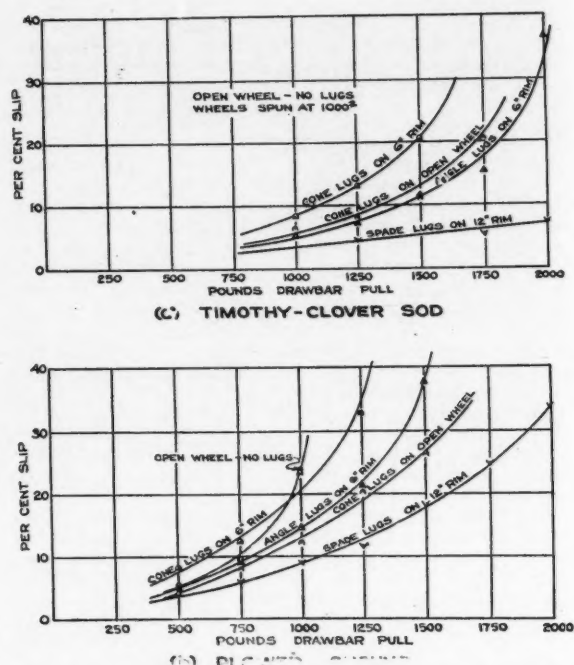 PER CENT SLIP
40
30
20
10
0
OPEN WHEEL - NO LUGS
WHEELS SPUN AT 1000#
CONE LUGS ON 6" RIM
CONE LUGS ON OPEN WHEEL
LUGS ON 6" RIM
SPADE LUGS ON 12" RIM
250 500 750 1000 1250 1500 1750 2000
POUNDS DRAWBAR PULL
(C) TIMOTHY-CLOVER SOD
PER CENT SLIP
40
30
20
10
0
OPEN WHEEL - NO LUGS
CONE LUGS ON 6" RIM
ANGLE LUGS ON 6" RIM
CONE LUGS ON OPEN WHEEL
SPADE LUGS ON 12" RIM
250 500 750 1000 1250 1500 1750 2000
POUNDS DRAWBAR PULL